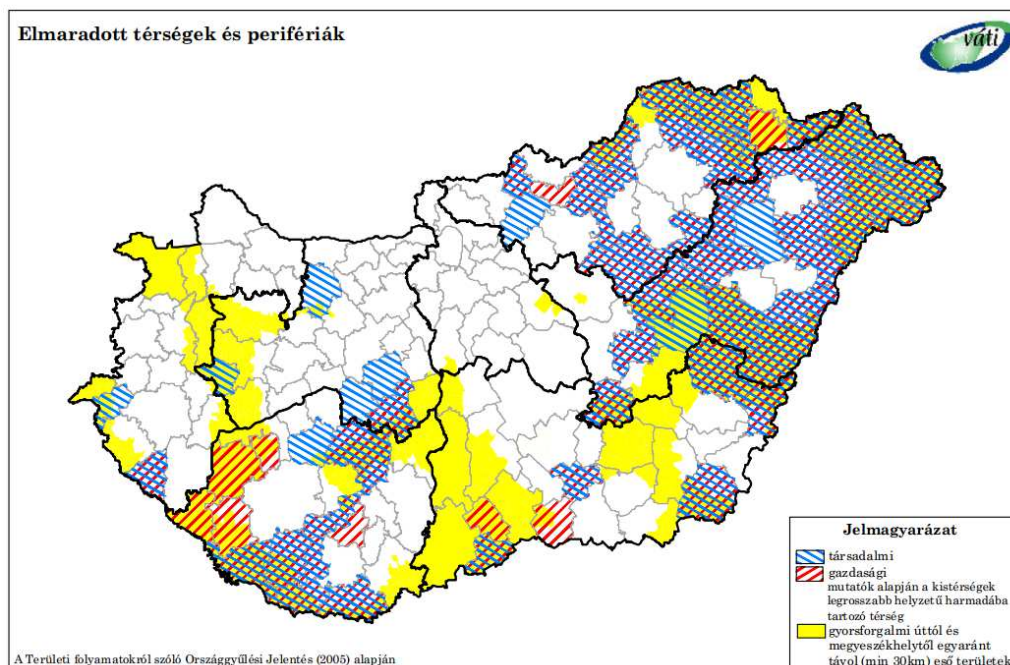 Elmaradott térségek és perifériák
váti
Jelmagyarázat
társadalmi
gazdasági
mutatók alapján a kistérségek
legrosszabb helyzetű harmadába
tartozó térség
gyorsforgalmi úttól és
megyeszékhelytől egyaránt
távol (min 30km) eső területek
A Területi folyamatokról szóló Országgyűlési Jelentés (2005) alapján